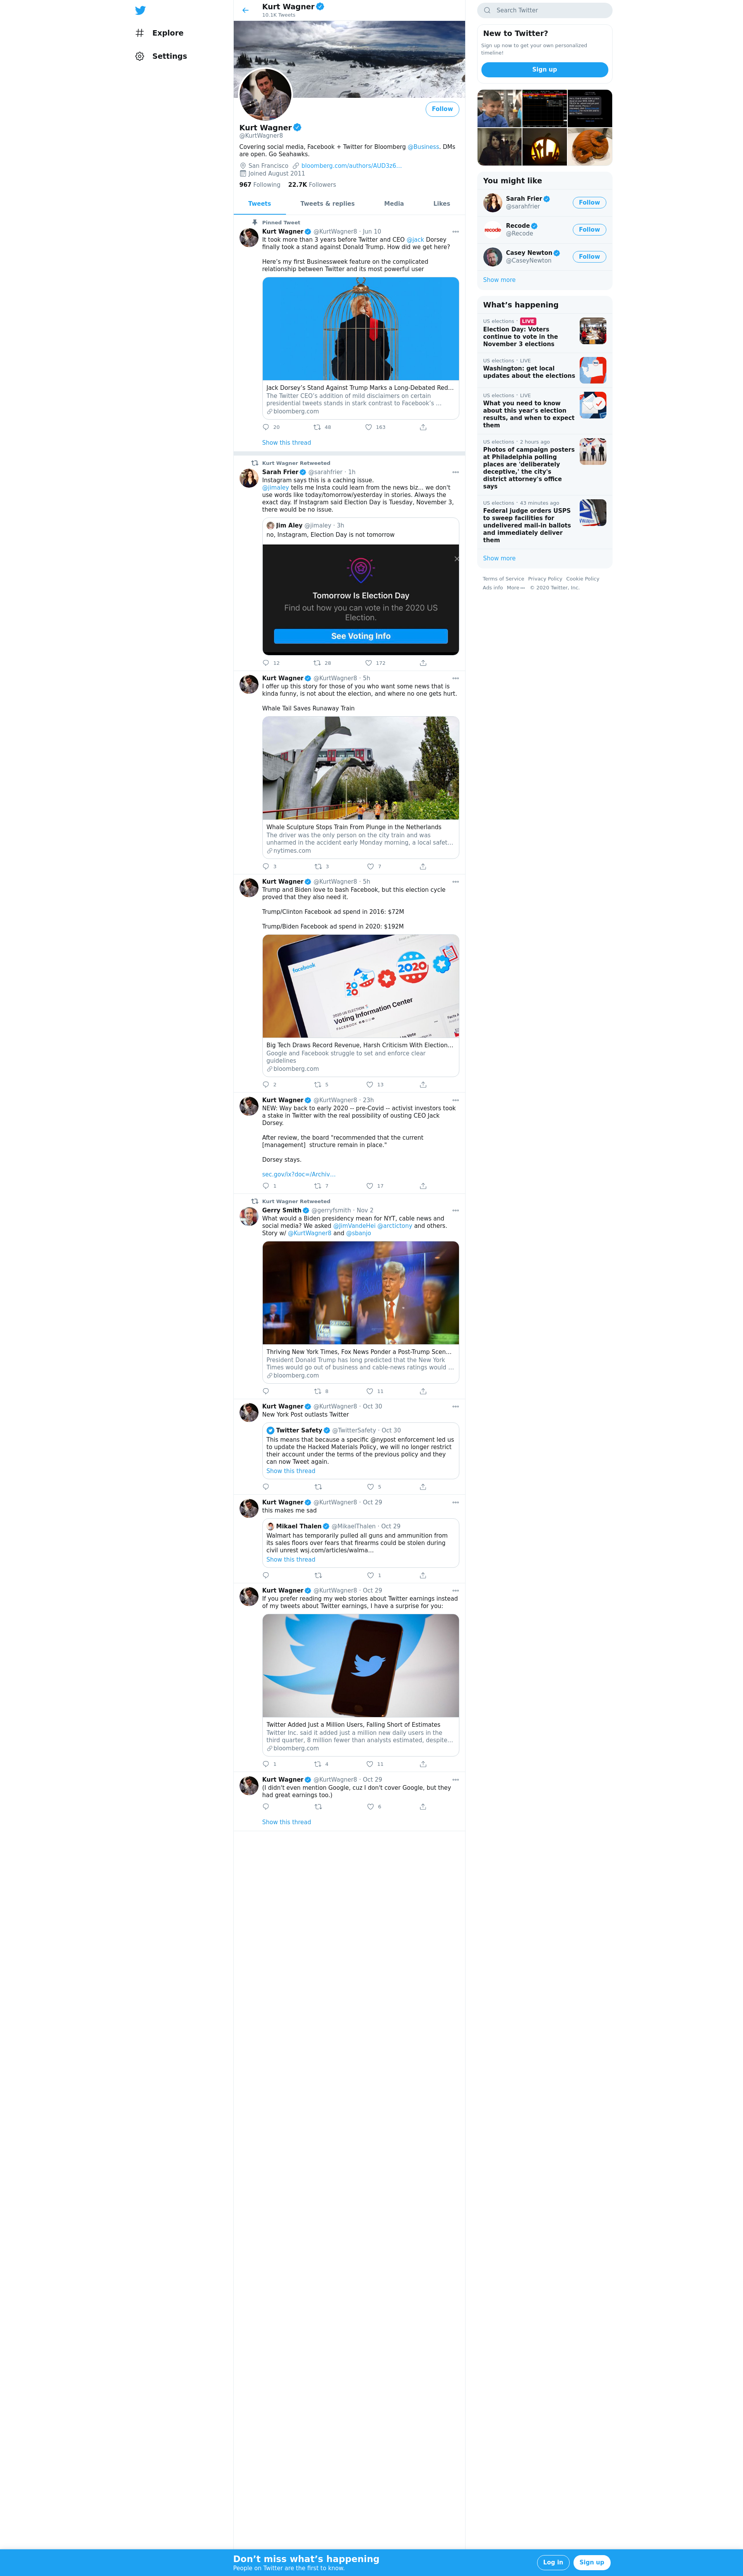 Explore
Settings
Kurt Wagner
10.1K Tweets
Follow
Kurt Wagner
@KurtWagner8
Covering social media, Facebook + Twitter for Bloomberg @Business. DMs
are open. Go Seahawks.
San Francisco bloomberg.com/authors/AUD3z6...
Joined August 2011
967 Following 22.7K Followers
Tweets Tweets & replies Media Likes
Pinned Tweet
Kurt Wagner @KurtWagner8 · Jun 10
It took more than 3 years before Twitter and CEO @jack Dorsey
finally took a stand against Donald Trump. How did we get here?
Here's my first Businessweek feature on the complicated
relationship between Twitter and its most powerful user
Jack Dorsey's Stand Against Trump Marks a Long-Debated Red...
The Twitter CEO's addition of mild disclaimers on certain
presidential tweets stands in stark contrast to Facebook's ...
bloomberg.com
20 48 163
Show this thread
Kurt Wagner Retweeted
Sarah Frier @sarahfrier · 1h
Instagram says this is a caching issue.
@jimaley tells me Insta could learn from the news biz... we don't
use words like today/tomorrow/yesterday in stories. Always the
exact day. If Instagram said Election Day is Tuesday, November 3,
there would be no issue.
Jim Aley @jimaley · 3h
no, Instagram, Election Day is not tomorrow
Tomorrow Is Election Day
Find out how you can vote in the 2020 US
Election.
See Voting Info
12 28 172
Kurt Wagner @KurtWagner8 · 5h
I offer up this story for those of you who want some news that is
kinda funny, is not about the election, and where no one gets hurt.
Whale Tail Saves Runaway Train
Whale Sculpture Stops Train From Plunge in the Netherlands
The driver was the only person on the city train and was
unharmed in the accident early Monday morning, a local safet...
nytimes.com
3 3 7
Kurt Wagner @KurtWagner8 · 5h
Trump and Biden love to bash Facebook, but this election cycle
proved that they also need it.
Trump/Clinton Facebook ad spend in 2016: $72M
Trump/Biden Facebook ad spend in 2020: $192M
facebook
2020
2020
Voting Information Center
Big Tech Draws Record Revenue, Harsh Criticism With Election...
Google and Facebook struggle to set and enforce clear
guidelines
bloomberg.com
2 5 13
Kurt Wagner @KurtWagner8 · 23h
NEW: Way back to early 2020 -- pre-Covid -- activist investors took
a stake in Twitter with the real possibility of ousting CEO Jack
Dorsey.
After review, the board "recommended that the current
[management] structure remain in place."
Dorsey stays.
sec.gov/ix?doc=/Archiv...
1 7 17
Kurt Wagner Retweeted
Gerry Smith @gerryfsmith · Nov 2
What would a Biden presidency mean for NYT, cable news and
social media? We asked @JimVandeHei @arctictony and others.
Story w/ @KurtWagner8 and @sbanjo
Thriving New York Times, Fox News Ponder a Post-Trump Scen...
President Donald Trump has long predicted that the New York
Times would go out of business and cable-news ratings would ...
bloomberg.com
8 11
Kurt Wagner @KurtWagner8 · Oct 30
New York Post outlasts Twitter
Twitter Safety @TwitterSafety · Oct 30
This means that because a specific @nypost enforcement led us
to update the Hacked Materials Policy, we will no longer restrict
their account under the terms of the previous policy and they
can now Tweet again.
Show this thread
5
Kurt Wagner @KurtWagner8 · Oct 29
this makes me sad
Mikael Thalen @MikaelThalen · Oct 29
Walmart has temporarily pulled all guns and ammunition from
its sales floors over fears that firearms could be stolen during
civil unrest wsj.com/articles/walma...
Show this thread
1
Kurt Wagner @KurtWagner8 · Oct 29
If you prefer reading my web stories about Twitter earnings instead
of my tweets about Twitter earnings, I have a surprise for you:
Twitter Added Just a Million Users, Falling Short of Estimates
Twitter Inc. said it added just a million new daily users in the
third quarter, 8 million fewer than analysts estimated, despite...
bloomberg.com
1 4 11
Kurt Wagner @KurtWagner8 · Oct 29
(I didn't even mention Google, cuz I don't cover Google, but they
had great earnings too.)
6
Show this thread
Search Twitter
New to Twitter?
Sign up now to get your own personalized
timeline!
Sign up
You might like
Sarah Frier
@sarahfrier
Follow
recode
Recode
@Recode
Follow
Casey Newton
@CaseyNewton
Follow
Show more
What's happening
US elections · LIVE
Election Day: Voters
continue to vote in the
November 3 elections
US elections · LIVE
Washington: get local
updates about the elections
US elections · LIVE
What you need to know
about this year's election
results, and when to expect
them
US elections · 2 hours ago
Photos of campaign posters
at Philadelphia polling
places are 'deliberately
deceptive,' the city's
district attorney's office
says
US elections · 43 minutes ago
Federal judge orders USPS
to sweep facilities for
undelivered mail-in ballots
and immediately deliver
them
Show more
Terms of Service Privacy Policy Cookie Policy
Ads info More © 2020 Twitter, Inc.
Don't miss what's happening
People on Twitter are the first to know.
Log in
Sign up